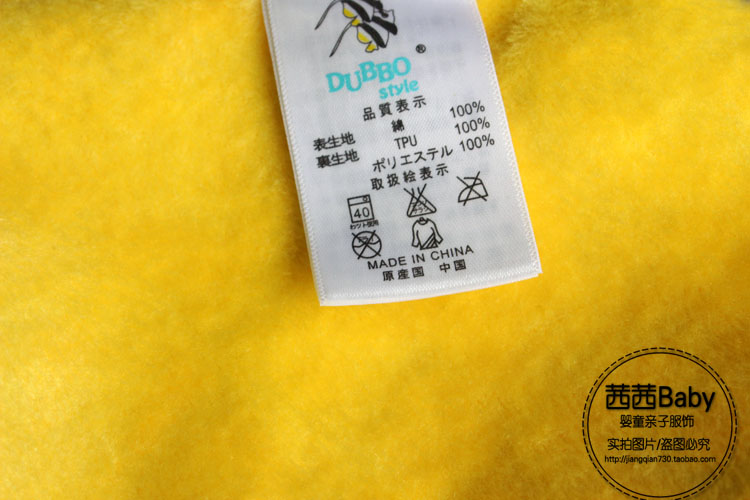 DUBBO ®
style
品質表示
綿 100%
表生地 TPU 100%
裏生地 ポリエステル 100%
取扱絵表示
40
MADE IN CHINA
原産国 中国
茜茜Baby
婴童亲子服饰
实拍图片/盗图必究
http://jiangqian730.taobao.com